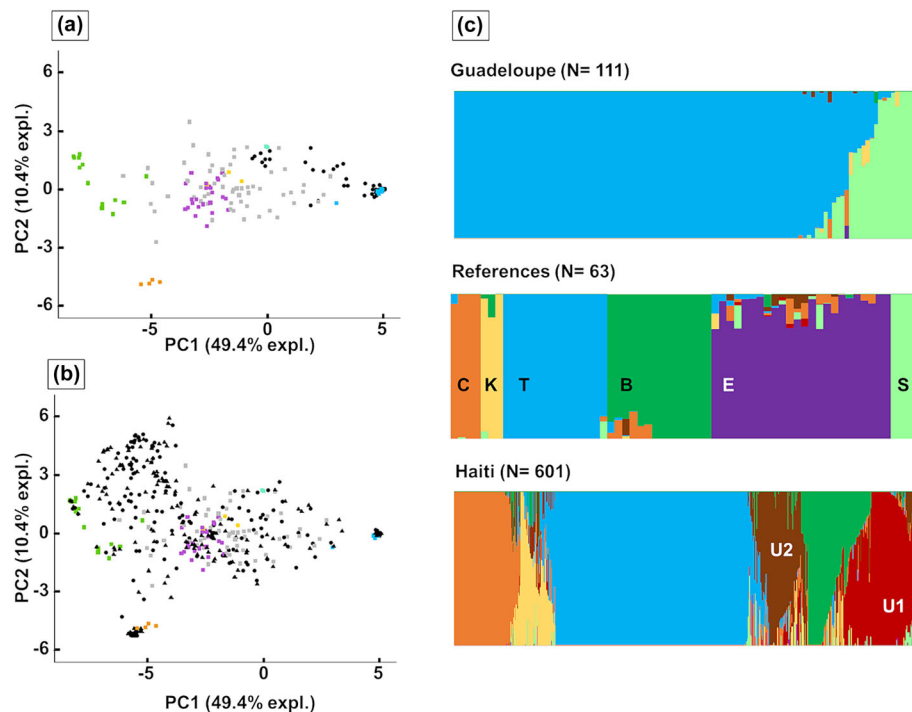 (a)
6
3
0
-3
-6
PC2 (10.4% expl.)
-5 0 5
PC1 (49.4% expl.)
(b)
6
3
0
-3
-6
PC2 (10.4% expl.)
-5 0 5
PC1 (49.4% expl.)
(c)
Guadeloupe (N= 111)
References (N= 63)
C K T B E S
Haiti (N= 601)
U2
U1